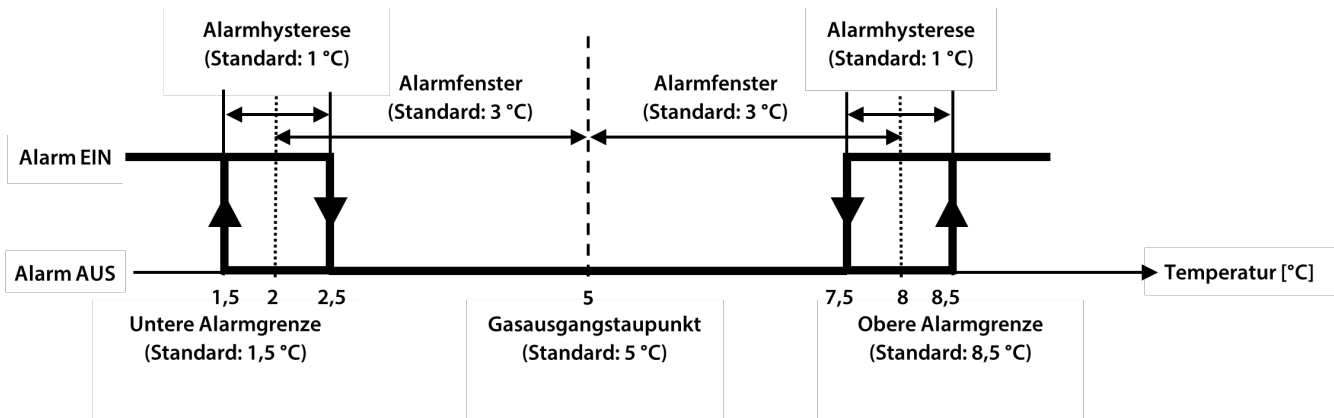 Alarmhysterese
(Standard: 1 °C)
Alarmhysterese
(Standard: 1 °C)
Alarmfenster
(Standard: 3 °C)
Alarmfenster
(Standard: 3 °C)
Alarm EIN
Alarm AUS
Temperatur [°C]
1,5 2 2,5 5 7,5 8 8,5
Untere Alarmgrenze
(Standard: 1,5 °C)
Gasausgangstaupunkt
(Standard: 5 °C)
Obere Alarmgrenze
(Standard: 8,5 °C)